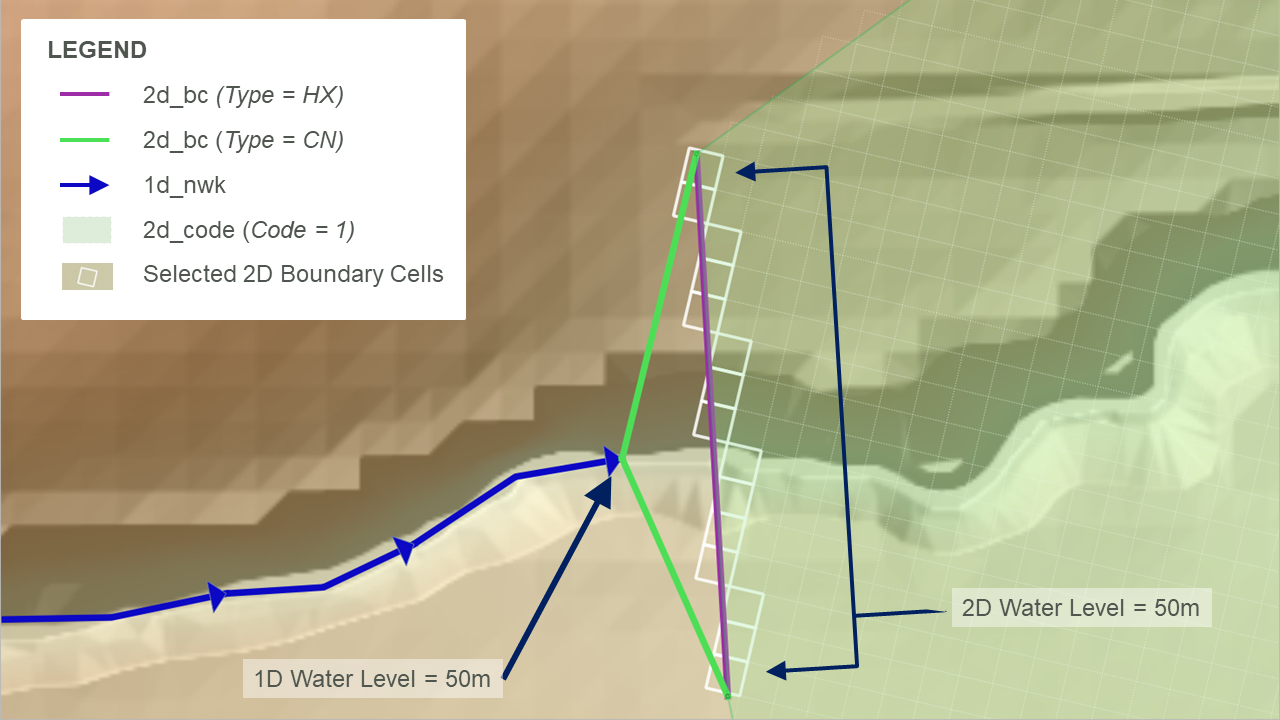 LEGEND
2d_bc (Type = HX)
2d_bc (Type = CN)
1d_nwk
2d_code (Code = 1)
Selected 2D Boundary Cells
2D Water Level = 50m
1D Water Level = 50m